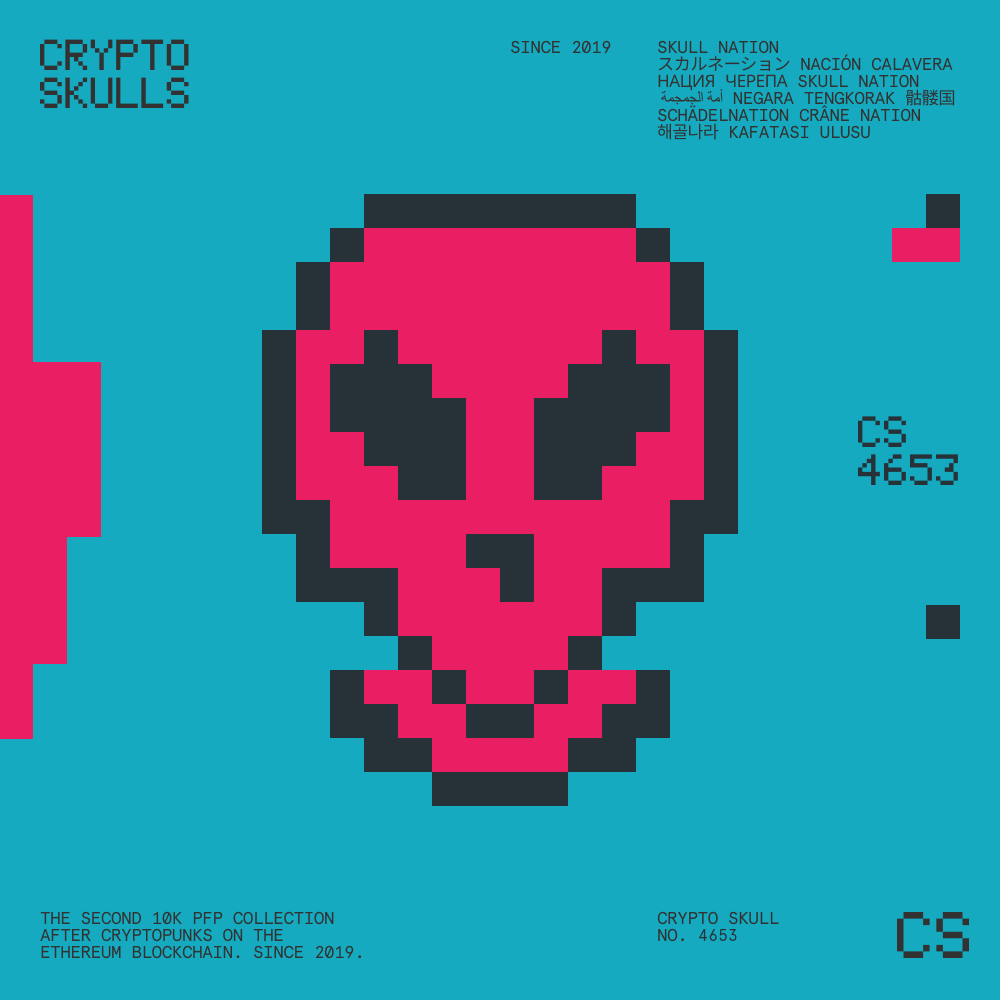 CRYPTO
SKULLS
SINCE 2019
SKULL NATION
スカルネーション NACIÓN CALAVERA
НАЦИЯ ЧЕРЕПА SKULL NATION
أمة الجمجمة NEGARA TENGKORAK 骷髅国
SCHÄDELNATION CRÂNE NATION
해골나라 KAFATASI ULUSU
CS
4653
THE SECOND 10K PFP COLLECTION
AFTER CRYPTOPUNKS ON THE
ETHEREUM BLOCKCHAIN. SINCE 2019.
CRYPTO SKULL
NO. 4653
CS